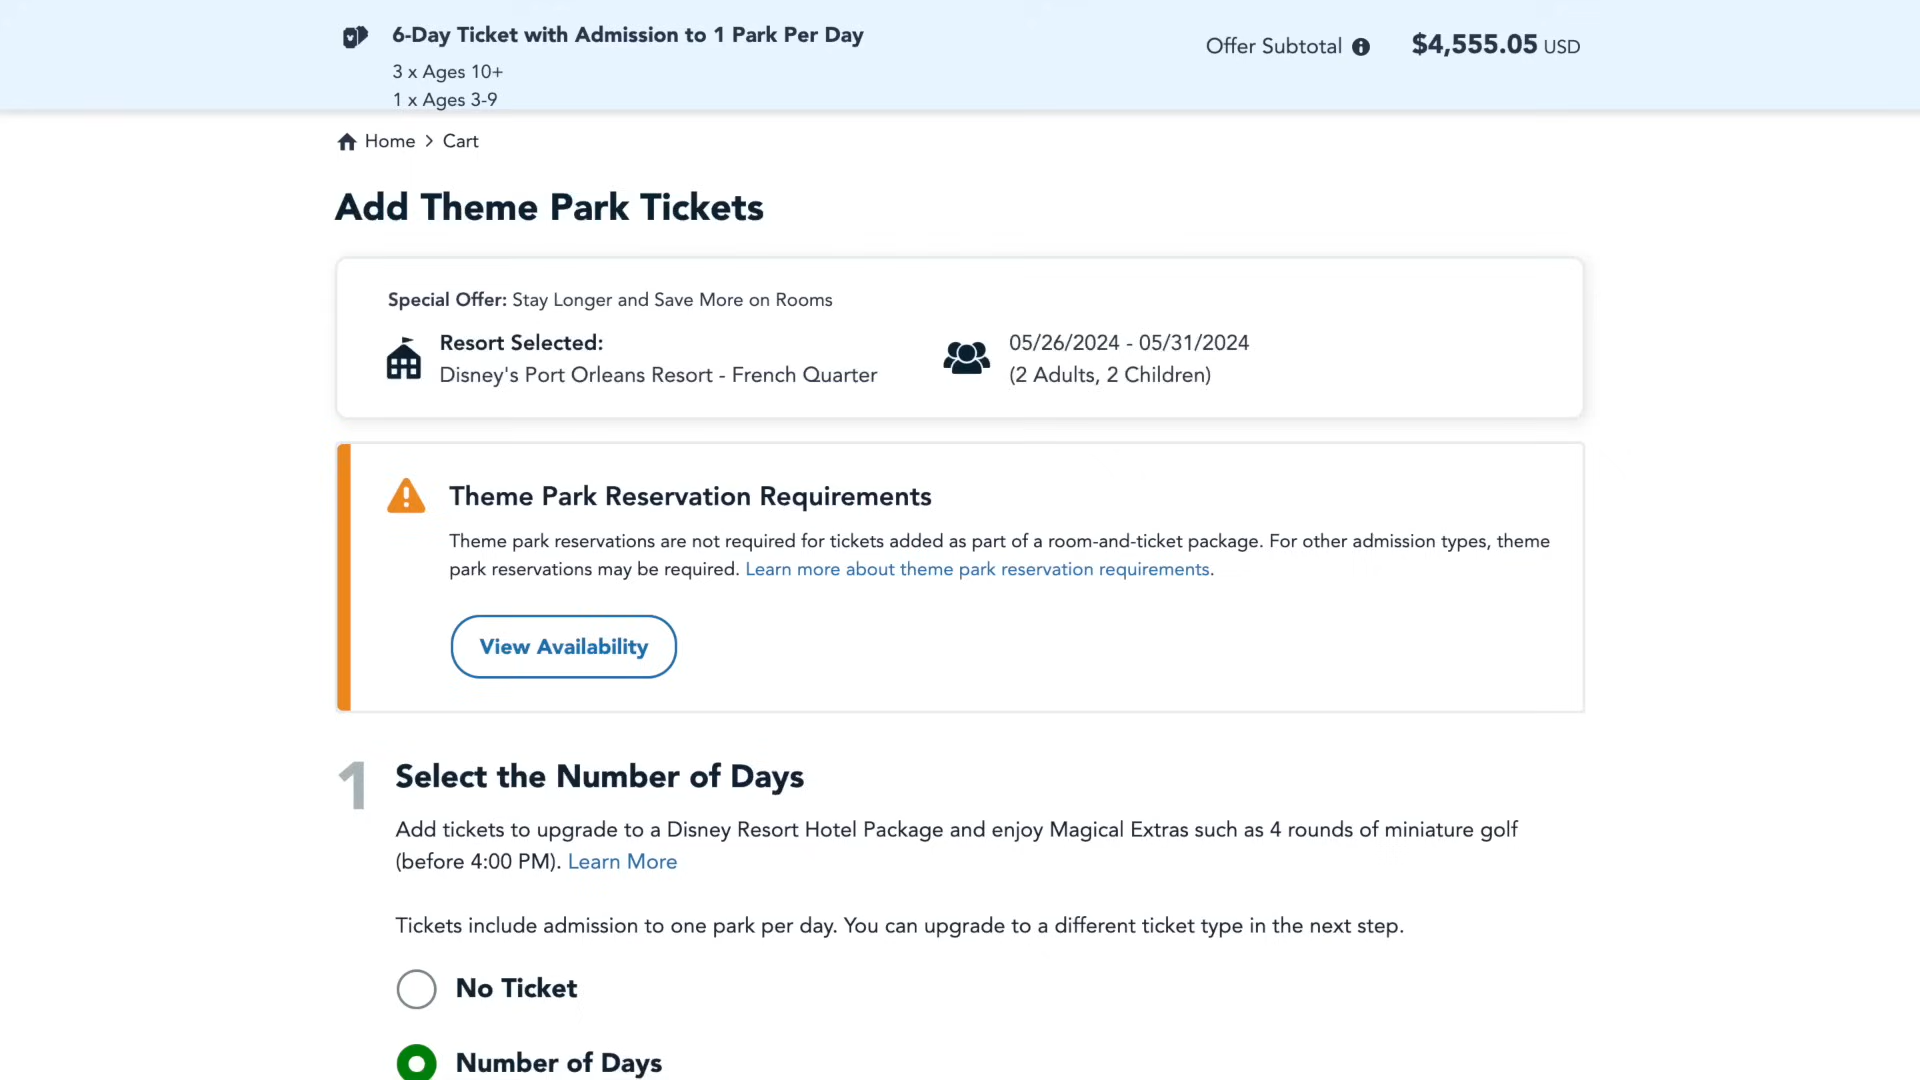 6-Day Ticket with Admission to 1 Park Per Day
3 x Ages 10+
1 x Ages 3-9
Offer Subtotal $4,555.05 USD
Home > Cart
Add Theme Park Tickets
Special Offer: Stay Longer and Save More on Rooms
Resort Selected:
Disney's Port Orleans Resort - French Quarter
05/26/2024 - 05/31/2024
(2 Adults, 2 Children)
Theme Park Reservation Requirements
Theme park reservations are not required for tickets added as part of a room-and-ticket package. For other admission types, theme
park reservations may be required. Learn more about theme park reservation requirements.
View Availability
1 Select the Number of Days
Add tickets to upgrade to a Disney Resort Hotel Package and enjoy Magical Extras such as 4 rounds of miniature golf
(before 4:00 PM). Learn More
Tickets include admission to one park per day. You can upgrade to a different ticket type in the next step.
No Ticket
Number of Days